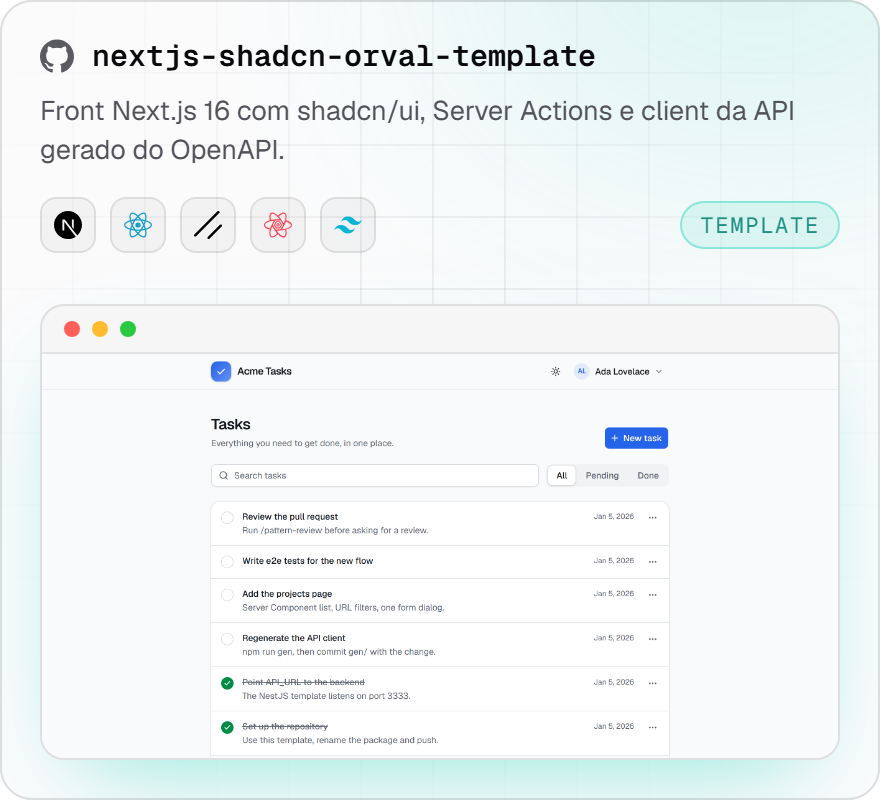 nextjs-shadcn-orval-template
Front Next.js 16 com shadcn/ui, Server Actions e client da API
gerado do OpenAPI.
N
TEMPLATE
Acme Tasks
AL Ada Lovelace
Tasks
Everything you need to get done, in one place.
+ New task
Search tasks
All Pending Done
Review the pull request Jan 5, 2026 ···
Run /pattern-review before asking for a review.
Write e2e tests for the new flow Jan 5, 2026 ···
Add the projects page Jan 5, 2026 ···
Server Component list, URL filters, one form dialog.
Regenerate the API client Jan 5, 2026 ···
npm run gen, then commit gen/ with the change.
Point API_URL to the backend Jan 5, 2026 ···
The NestJS template listens on port 3333.
Set up the repository Jan 5, 2026 ···
Use this template, rename the package and push.